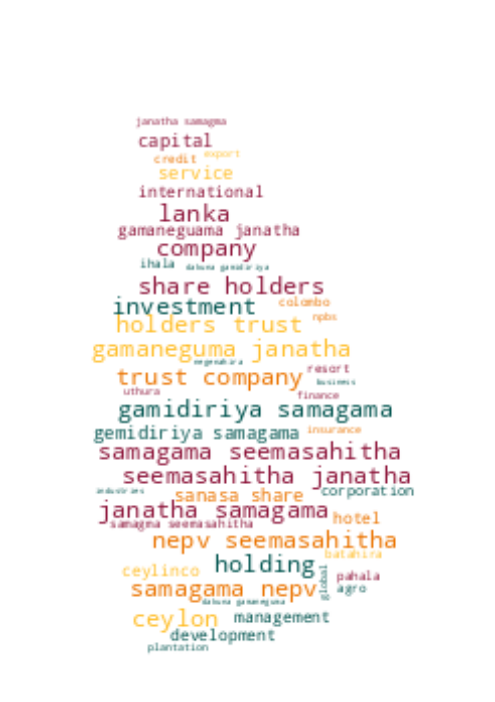 janatha samagma
capital
credit export
service
international
lanka
gamaneguama janatha
company
ihala dakuna gamidiriya
share holders
investment colombo
holders trust npbs
gamaneguma janatha
negenahira
trust company resort
business
uthura finance
gamidiriya samagama
gemidiriya samagama insurance
samagama seemasahitha
seemasahitha janatha
industries sanasa share corporation
janatha samagama hotel
samagma seemasahitha
nepv seemasahitha
batahira
ceylinco holding global pahala
samagama nepv agro
dakuna gamaneguma
ceylon management
development
plantation